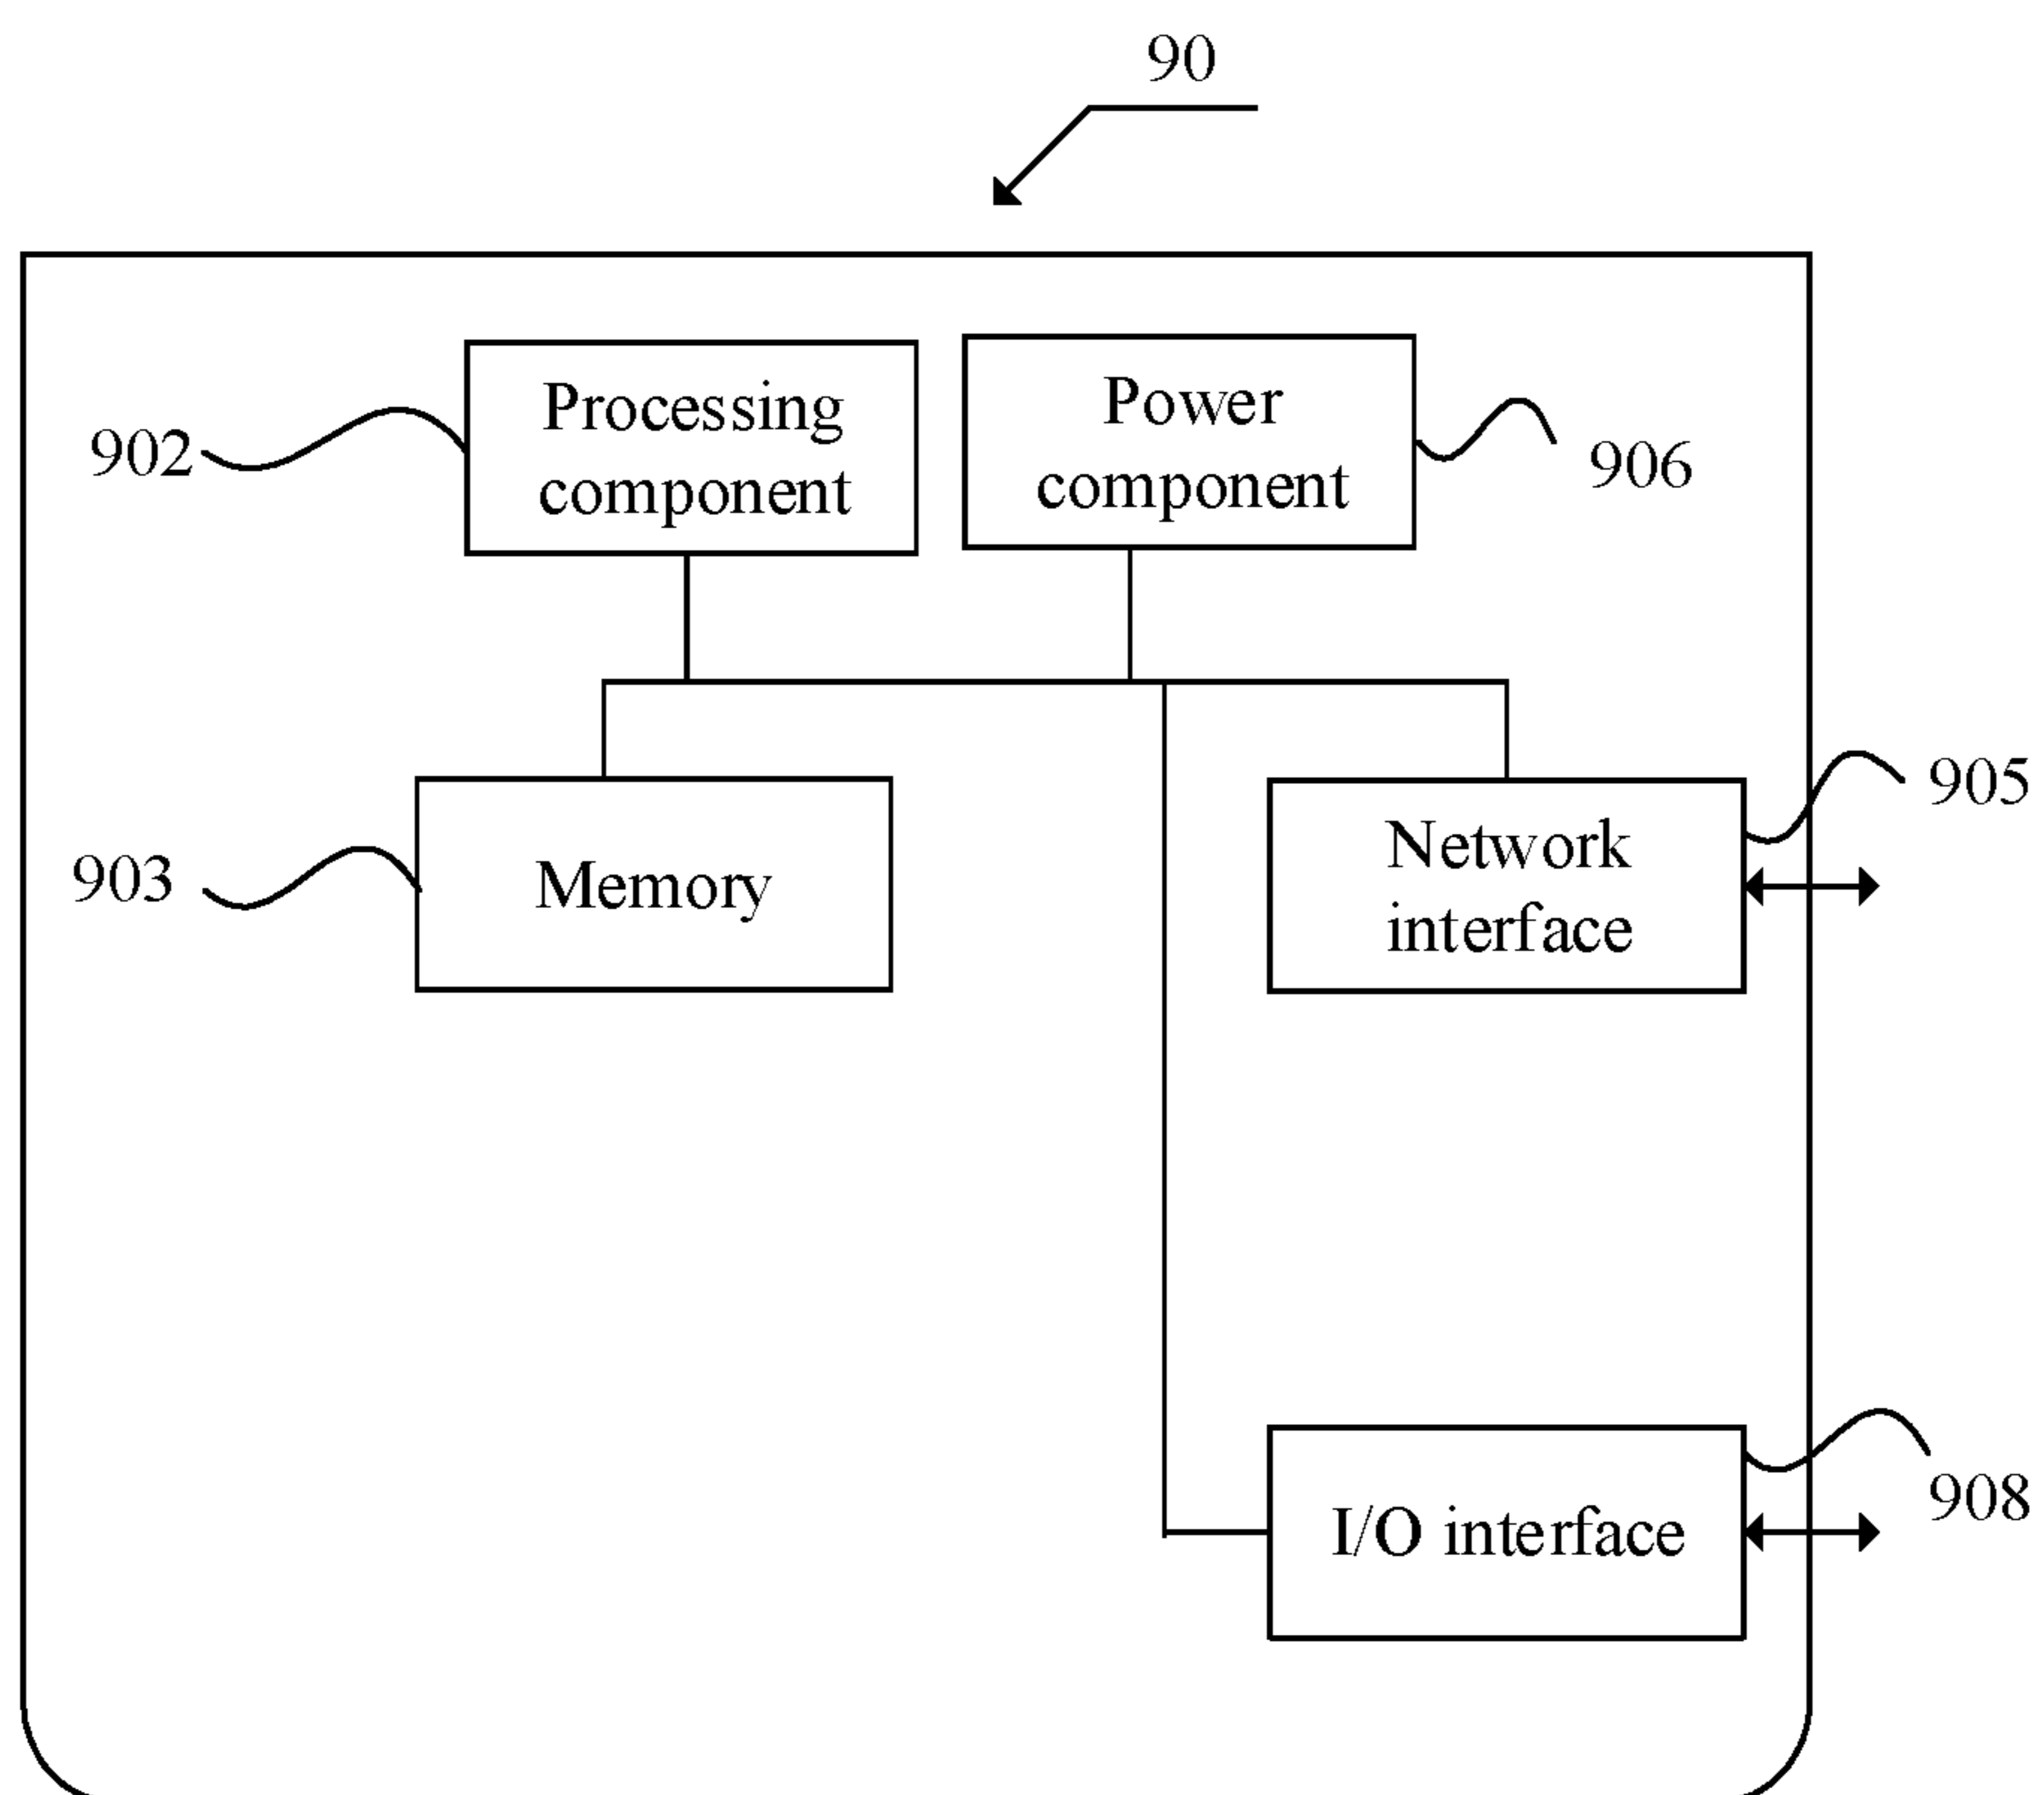 90
902
Processing
component
Power
component
906
903
Memory
Network
interface
905
I/O interface
908